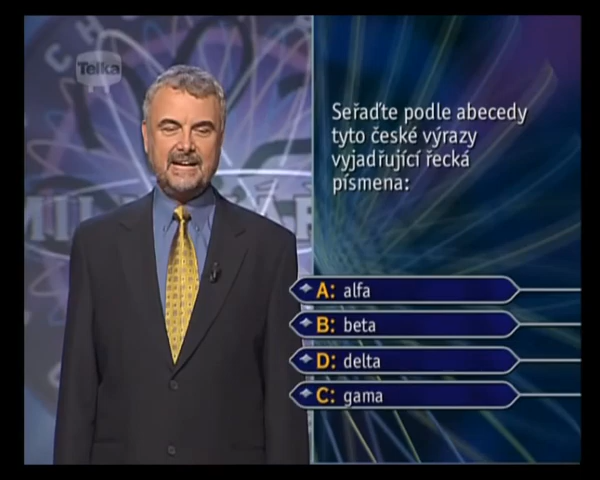 Telka
Seřaďte podle abecedy
tyto české výrazy
vyjadřující řecká
písmena:
A: alfa
B: beta
D: delta
C: gama